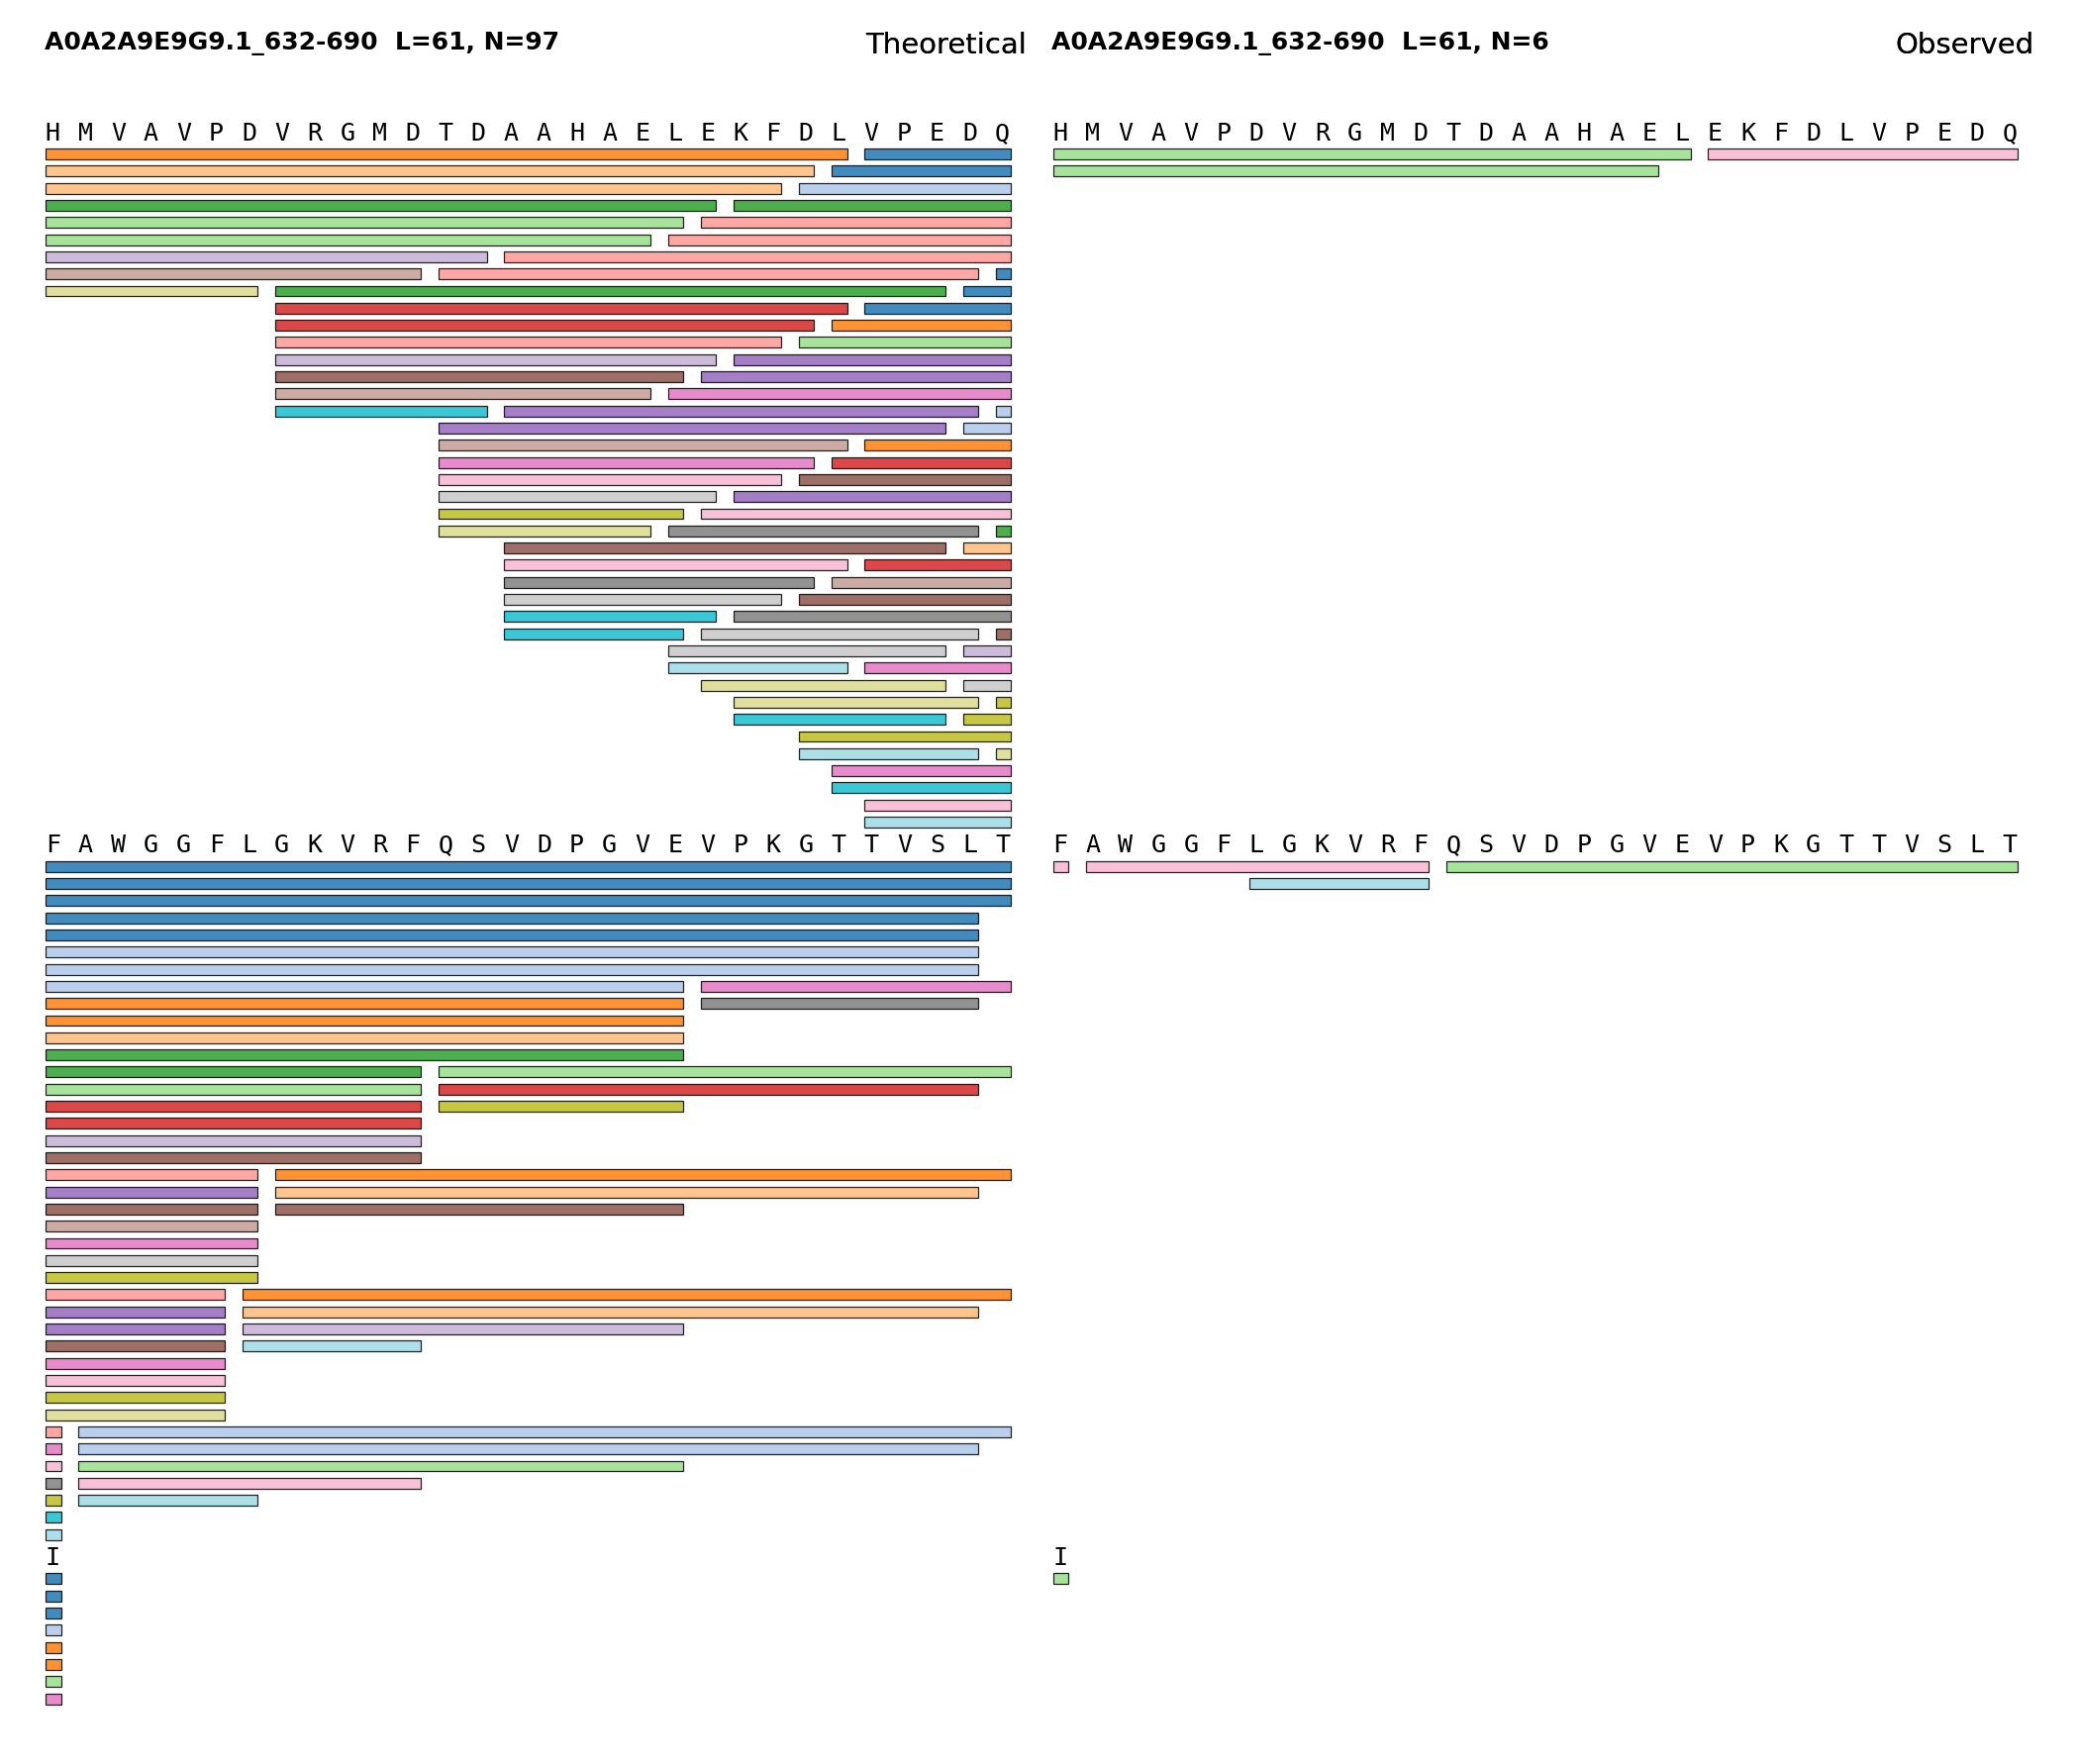 A0A2A9E9G9.1_632-690 L=61, N=97 Theoretical A0A2A9E9G9.1_632-690 L=61, N=6 Observed
H M V A V P D V R G M D T D A A H A E L E K F D L V P E D Q H M V A V P D V R G M D T D A A H A E L E K F D L V P E D Q
F A W G G F L G K V R F Q S V D P G V E V P K G T T V S L T F A W G G F L G K V R F Q S V D P G V E V P K G T T V S L T
I I